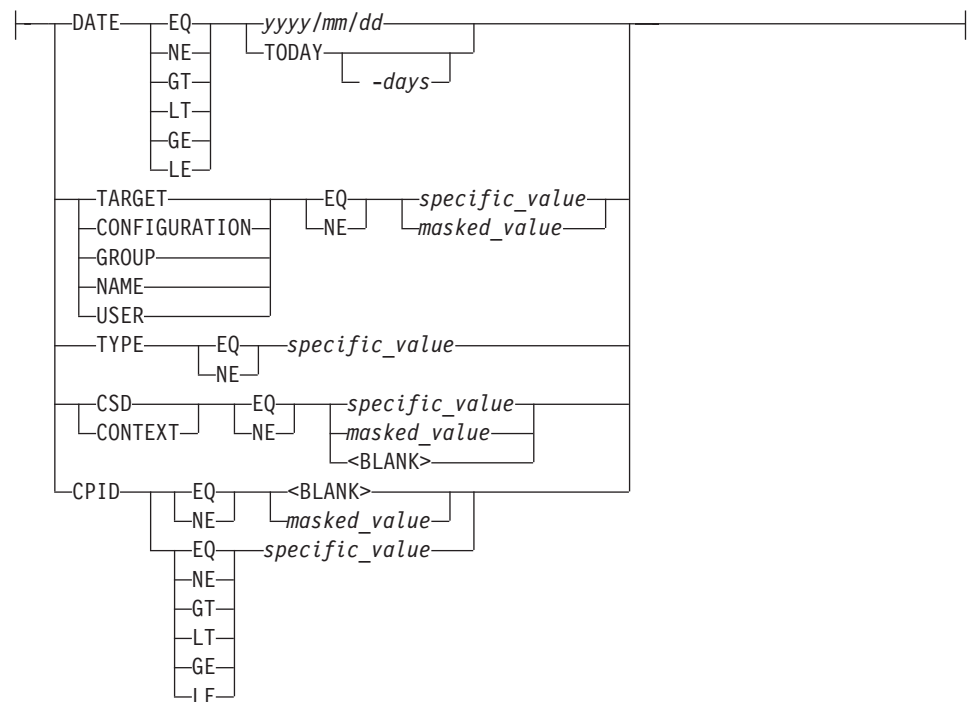 DATE EQ yyyy/mm/dd
NE TODAY
GT -days
LT
GE
LE
TARGET EQ specific_value
CONFIGURATION NE masked_value
GROUP
NAME
USER
TYPE EQ specific_value
NE
CSD EQ specific_value
CONTEXT NE masked_value
<BLANK>
CPID EQ <BLANK>
NE masked_value
EQ specific_value
NE
GT
LT
GE
LE